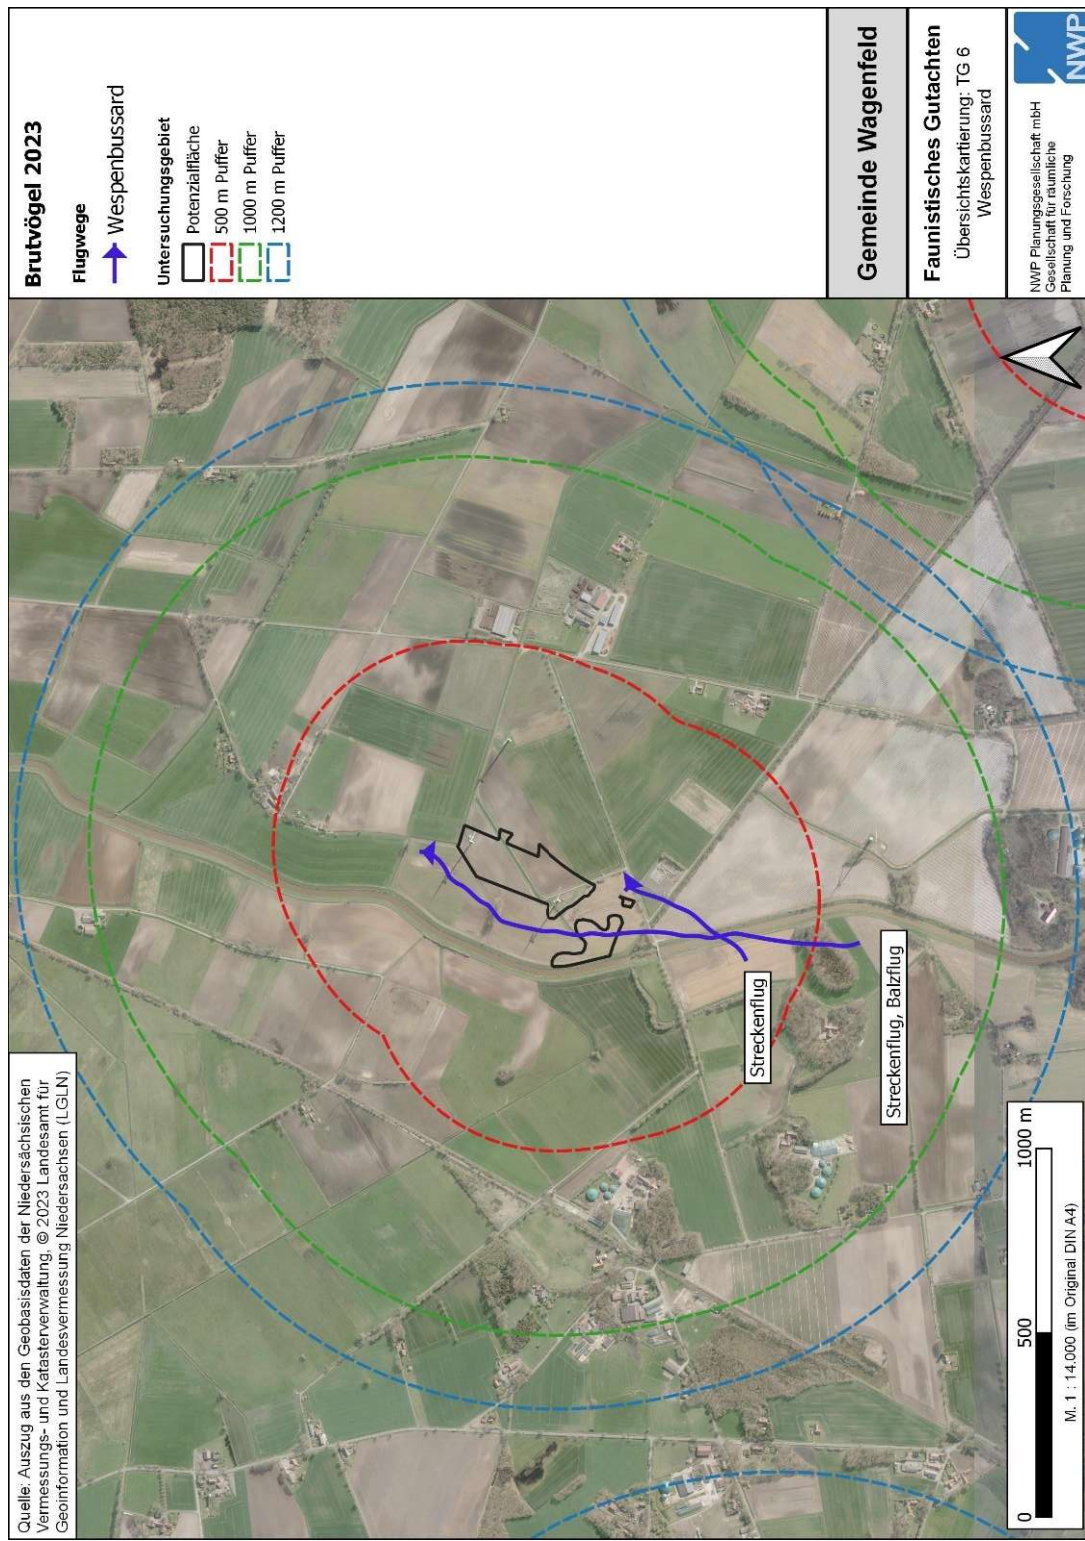 Quelle: Auszug aus den Geobasisdaten der Niedersächsischen
Vermessungs- und Katasterverwaltung, © 2023 Landesamt für
Geoinformation und Landesvermessung Niedersachsen (LGLN)
Streckenflug
Streckenflug, Balzflug
0
500
1000 m
M. 1 : 14.000 (im Original DIN A4)
Brutvögel 2023
Flugwege
Wespenbussard
Untersuchungsgebiet
Potenzialfläche
500 m Puffer
1000 m Puffer
1200 m Puffer
Gemeinde Wagenfeld
Faunistisches Gutachten
Übersichtskartierung: TG 6
Wespenbussard
NWP Planungsgesellschaft mbH
Gesellschaft für räumliche
Planung und Forschung
NWP